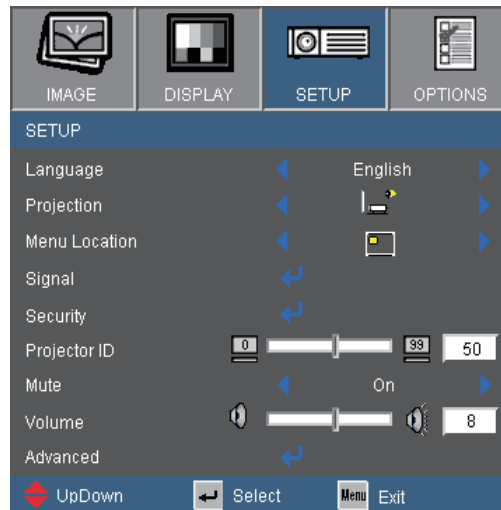 IMAGE DISPLAY SETUP OPTIONS
SETUP
Language English
Projection
Menu Location
Signal
Security
Projector ID 0 99 50
Mute On
Volume 8
Advanced
UpDown Select Menu Exit